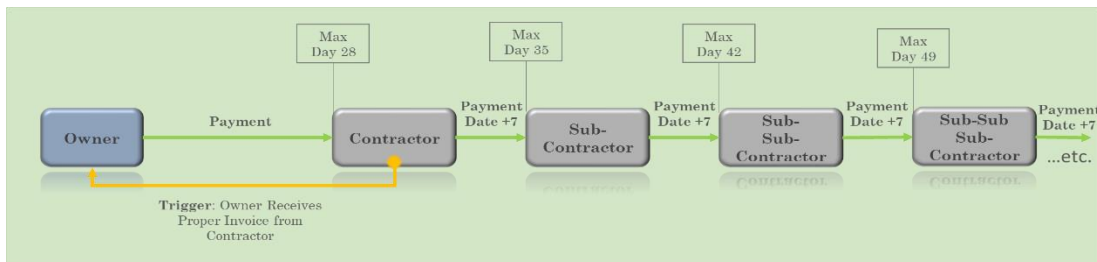 Max
Day 28
Max
Day 35
Max
Day 42
Max
Day 49
Owner
Payment
Contractor
Payment
Date +7
Sub-
Contractor
Payment
Date +7
Sub-
Sub-
Contractor
Payment
Date +7
Sub-Sub
Sub-
Contractor
Payment
Date +7
...etc.
Trigger: Owner Receives
Proper Invoice from
Contractor